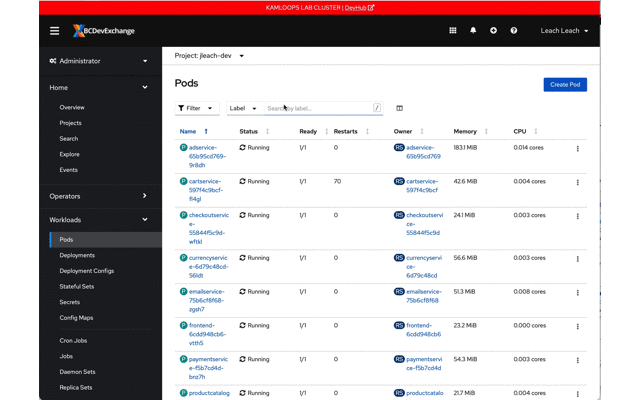 KAMLOOPS LAB CLUSTER | DevHub
BCDevExchange
Leach Leach
Administrator
Home
Overview
Projects
Search
Explore
Events
Operators
Workloads
Pods
Deployments
Deployment Configs
Stateful Sets
Secrets
Config Maps
Cron Jobs
Jobs
Daemon Sets
Replica Sets
Project: jleach-dev
Pods
Create Pod
Filter Label Search by label... /
Name Status Ready Restarts Owner Memory CPU
P adservice-65b95cd769-9r8dh Running 1/1 0 RS adservice-65b95cd769 183.1 MiB 0.014 cores
P cartservice-597f4c9bcf-fl4gl Running 1/1 70 RS cartservice-597f4c9bcf 42.6 MiB 0.004 cores
P checkoutservice-55844f5c9d-wftkl Running 1/1 0 RS checkoutservice-55844f5c9d 24.1 MiB 0.003 cores
P currencyservice-6d79c48cd-56ldt Running 1/1 0 RS currencyservice-6d79c48cd 56.6 MiB 0.003 cores
P emailservice-75b6cf8f68-zgsh7 Running 1/1 0 RS emailservice-75b6cf8f68 51.3 MiB 0.008 cores
P frontend-6cdd948cb6-vtth5 Running 1/1 0 RS frontend-6cdd948cb6 23.2 MiB 0.000 cores
P paymentservice-f5b7cd4d-bnz7h Running 1/1 0 RS paymentservice-f5b7cd4d 54.3 MiB 0.003 cores
P productcatalog Running 1/1 0 RS productcatalo 21.7 MiB 0.004 cores